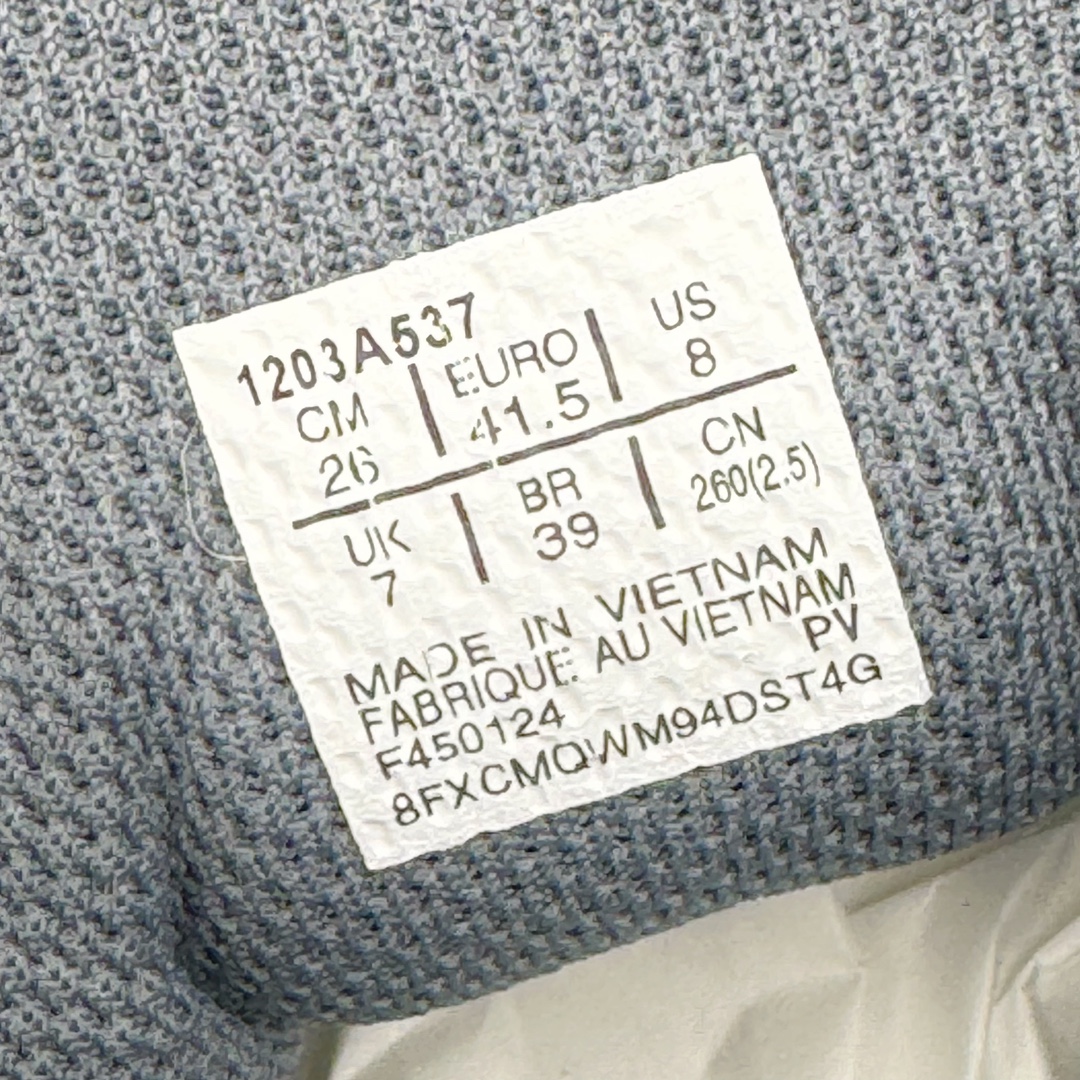 1203A537
CM | EURO | US
26 | 41.5 | 8
UK | BR | CN
7 | 39 | 260(2.5)
MADE IN VIETNAM
FABRIQUE AU VIETNAM
PV
F450124
8FXCMQWM94DST4G